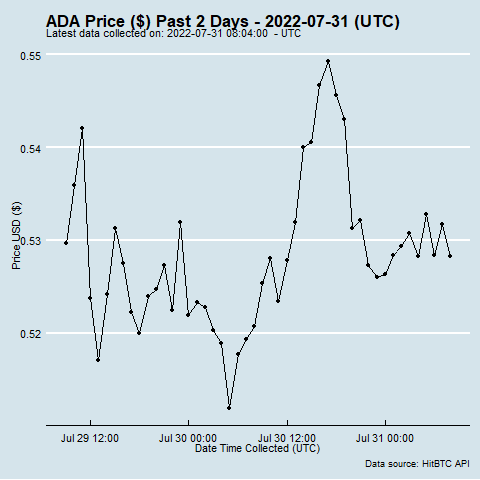 ADA Price ($) Past 2 Days - 2022-07-31 (UTC)
Latest data collected on: 2022-07-31 08:04:00  - UTC
0.55
0.54
0.53
0.52
Price USD ($)
Jul 29 12:00
Jul 30 00:00
Jul 30 12:00
Jul 31 00:00
Date Time Collected (UTC)
Data source: HitBTC API